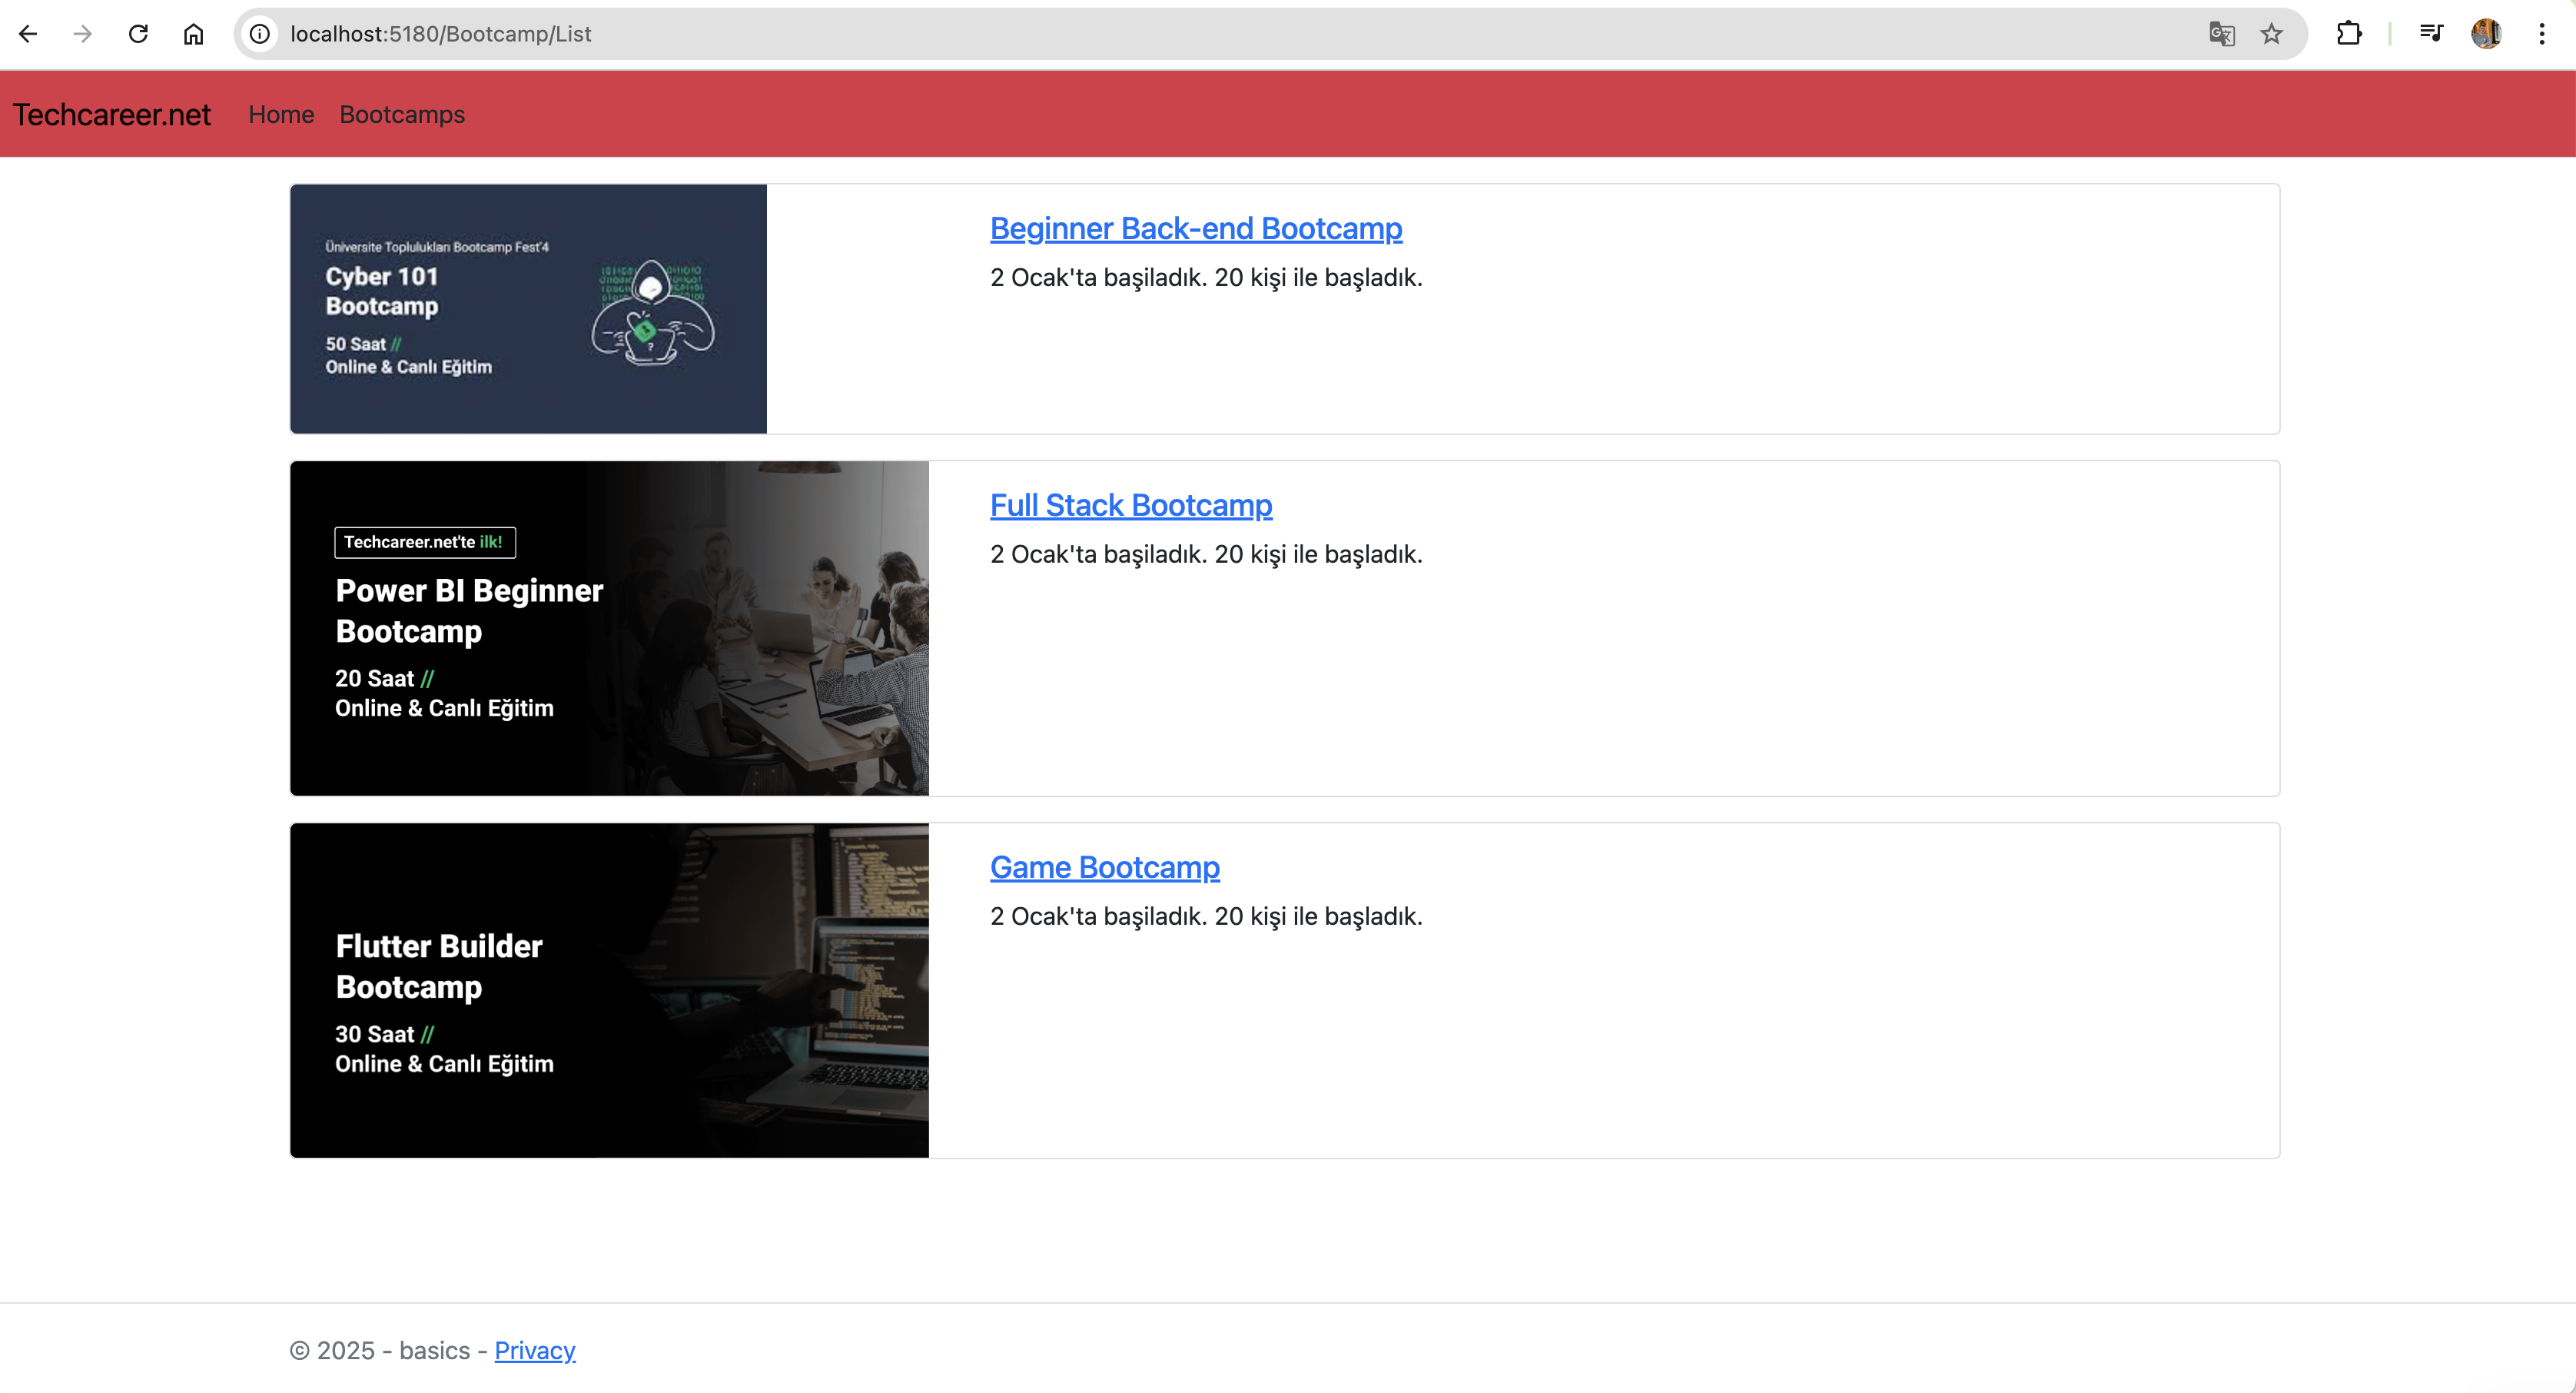 localhost:5180/Bootcamp/List
Techcareer.net Home Bootcamps
Üniversite Toplulukları Bootcamp Fest'4
Cyber 101
Bootcamp
50 Saat //
Online & Canlı Eğitim
?
Beginner Back-end Bootcamp
2 Ocak'ta başiladık. 20 kişi ile başladık.
Techcareer.net'te ilk!
Power BI Beginner
Bootcamp
20 Saat //
Online & Canlı Eğitim
Full Stack Bootcamp
2 Ocak'ta başiladık. 20 kişi ile başladık.
Flutter Builder
Bootcamp
30 Saat //
Online & Canlı Eğitim
Game Bootcamp
2 Ocak'ta başiladık. 20 kişi ile başladık.
© 2025 - basics - Privacy